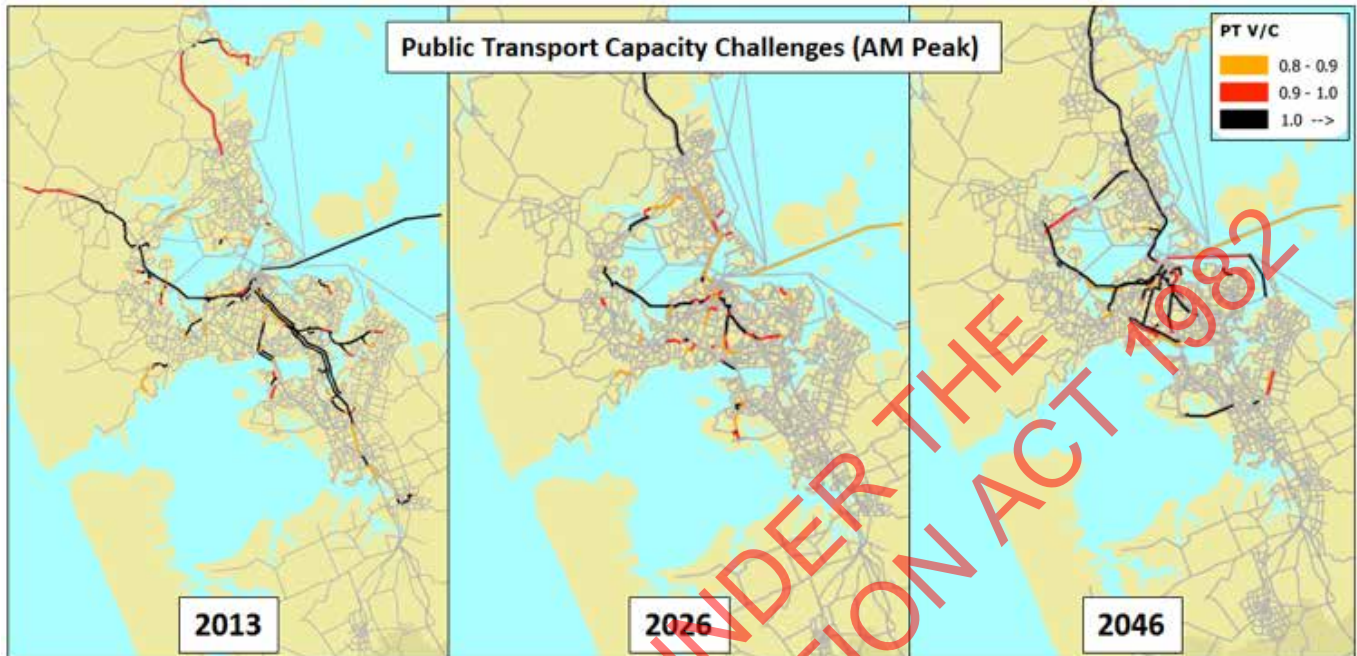 Public Transport Capacity Challenges (AM Peak)
PT V/C
0.8 - 0.9
0.9 - 1.0
1.0 -->
2013
2026
2046
UNDER THE
TION ACT 1982